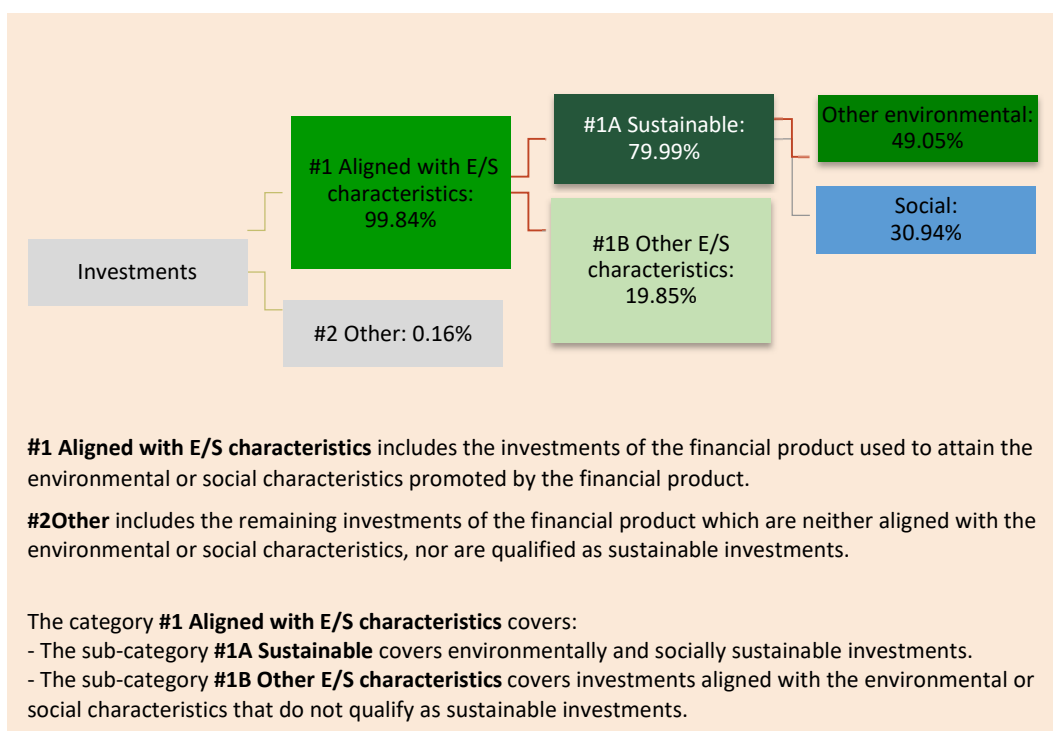 Investments
#1 Aligned with E/S
characteristics:
99.84%
#2 Other: 0.16%
#1A Sustainable:
79.99%
#1B Other E/S
characteristics:
19.85%
Other environmental:
49.05%
Social:
30.94%
#1 Aligned with E/S characteristics includes the investments of the financial product used to attain the
environmental or social characteristics promoted by the financial product.
#2Other includes the remaining investments of the financial product which are neither aligned with the
environmental or social characteristics, nor are qualified as sustainable investments.
The category #1 Aligned with E/S characteristics covers:
- The sub-category #1A Sustainable covers environmentally and socially sustainable investments.
- The sub-category #1B Other E/S characteristics covers investments aligned with the environmental or
social characteristics that do not qualify as sustainable investments.